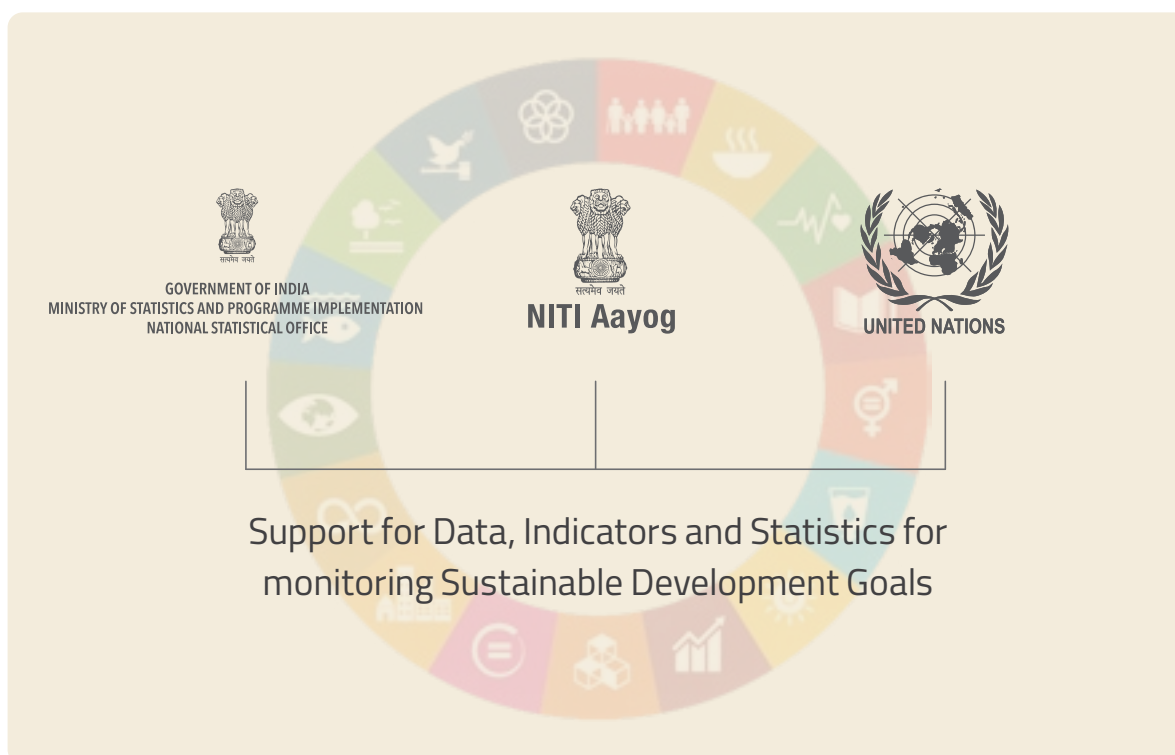 सत्यमेव जयते
GOVERNMENT OF INDIA
MINISTRY OF STATISTICS AND PROGRAMME IMPLEMENTATION
NATIONAL STATISTICAL OFFICE
सत्यमेव जयते
NITI Aayog
UNITED NATIONS
Support for Data, Indicators and Statistics for
monitoring Sustainable Development Goals